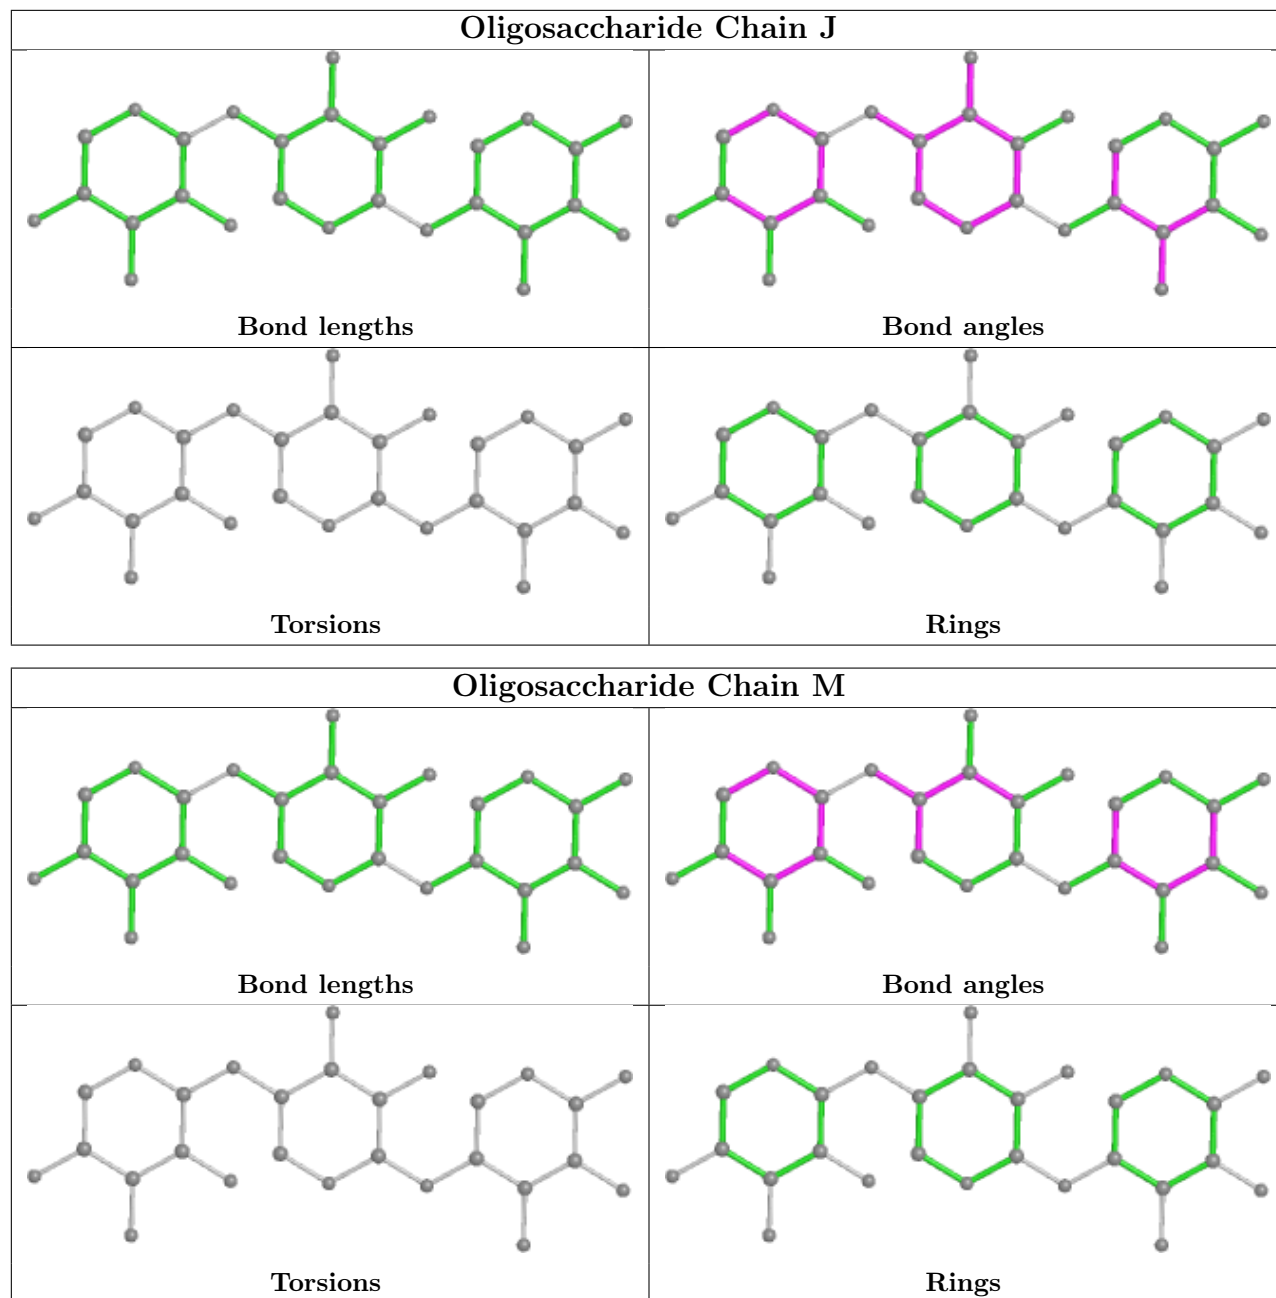 Oligosaccharide Chain J
Bond lengths
Bond angles
Torsions
Rings
Oligosaccharide Chain M
Bond lengths
Bond angles
Torsions
Rings